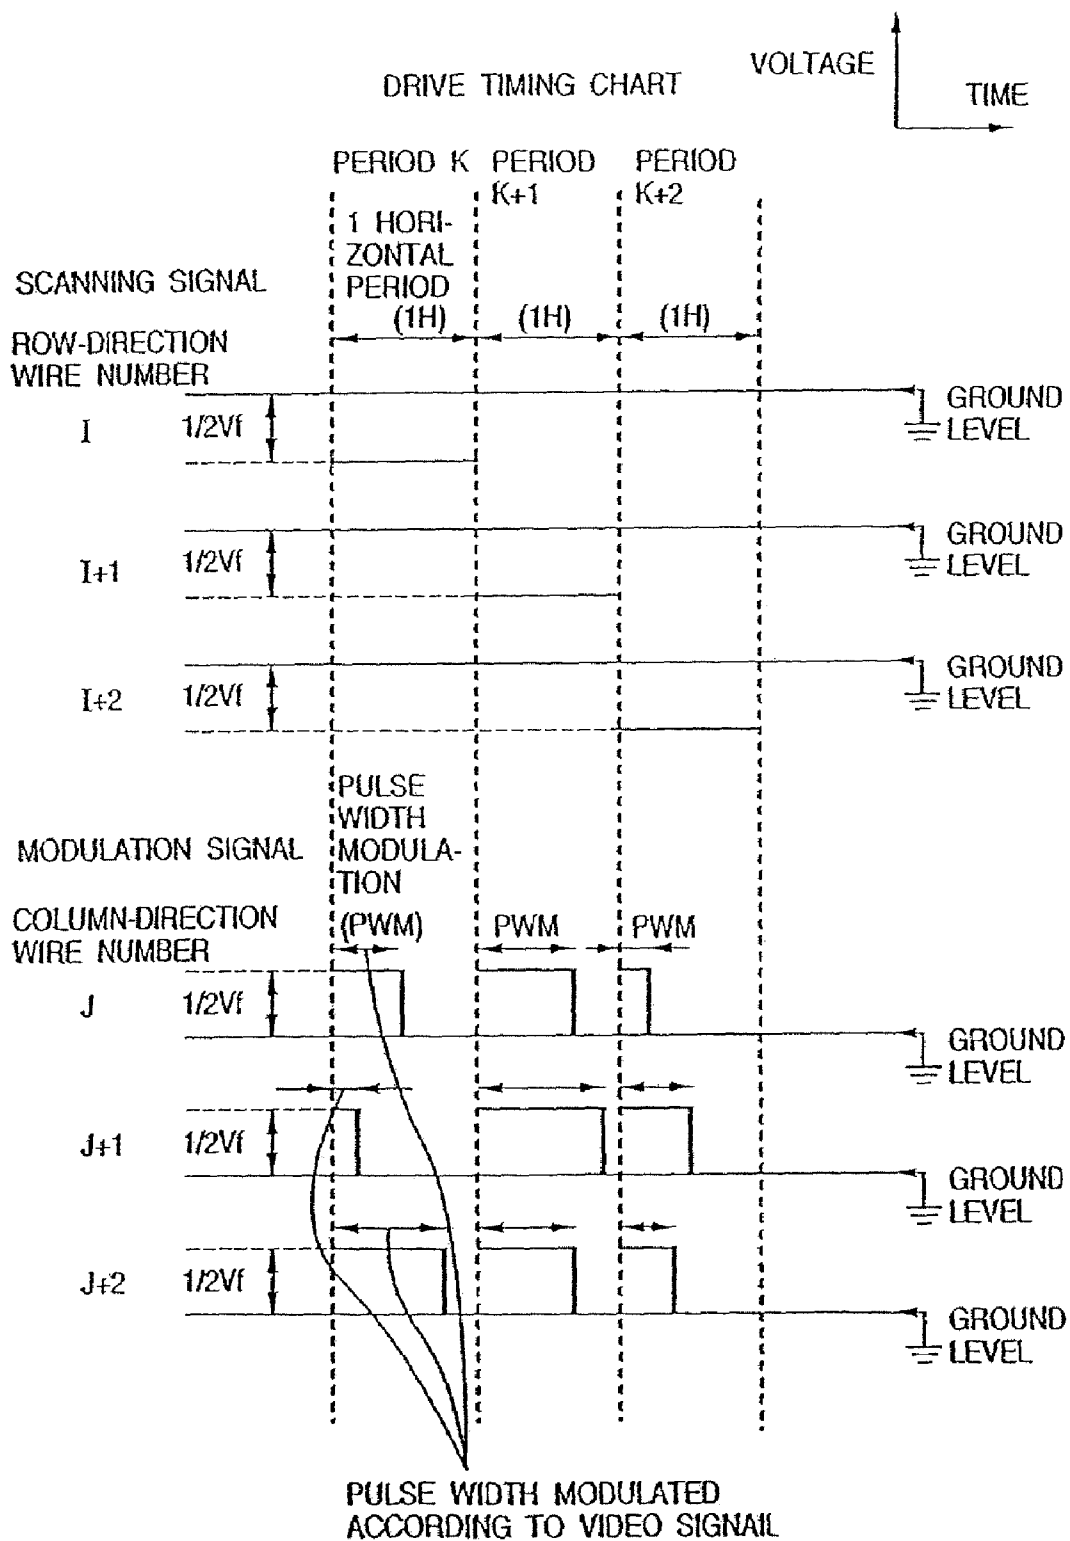 DRIVE TIMING CHART
VOLTAGE
TIME
PERIOD K
PERIOD
K+1
PERIOD
K+2
1 HORI-
ZONTAL
PERIOD
(1H)
(1H)
(1H)
SCANNING SIGNAL
ROW-DIRECTION
WIRE NUMBER
I
1/2Vf
GROUND
LEVEL
I+1
1/2Vf
GROUND
LEVEL
I+2
1/2Vf
GROUND
LEVEL
PULSE
WIDTH
MODULA-
TION
(PWM)
MODULATION SIGNAL
COLUMN-DIRECTION
WIRE NUMBER
PWM
PWM
J
1/2Vf
GROUND
LEVEL
J+1
1/2Vf
GROUND
LEVEL
J+2
1/2Vf
GROUND
LEVEL
PULSE WIDTH MODULATED
ACCORDING TO VIDEO SIGNAIL